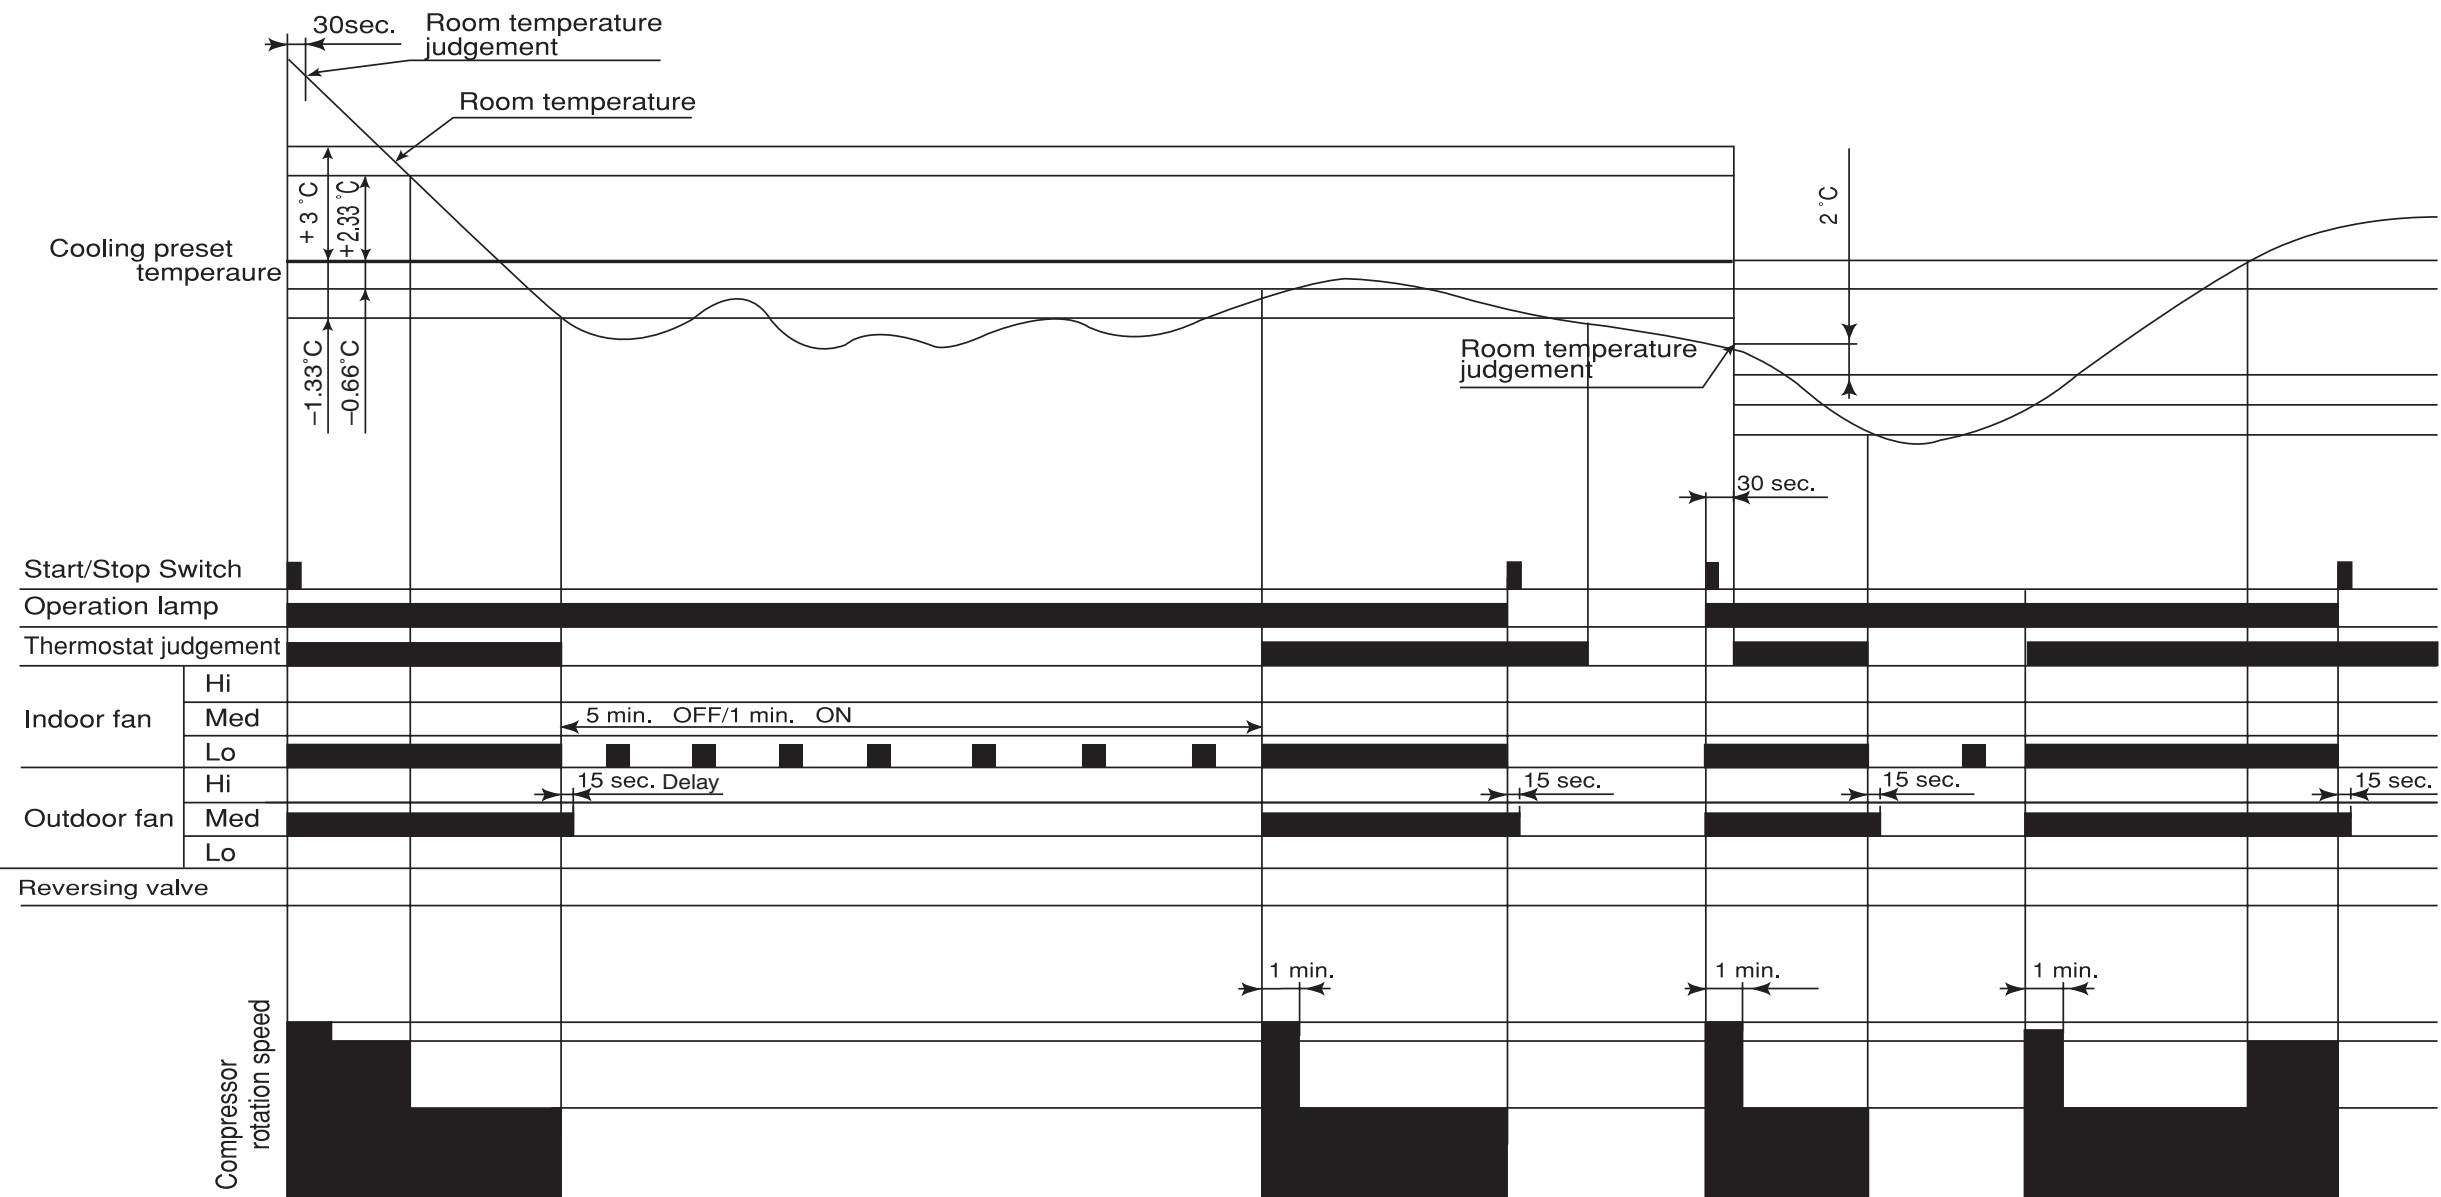 30sec.
Room temperature
judgement
Room temperature
+ 3 °C
+2.33 °C
2 °C
Cooling preset
temperaure
−1.33°C
−0.66°C
Room temperature
judgement
30 sec.
Start/Stop Switch
Operation lamp
Thermostat judgement
Indoor fan
Hi
Med
Lo
5 min. OFF/1 min. ON
Outdoor fan
Hi
Med
Lo
15 sec. Delay
15 sec.
15 sec.
15 sec.
Reversing valve
1 min.
1 min.
1 min.
Compressor
rotation speed